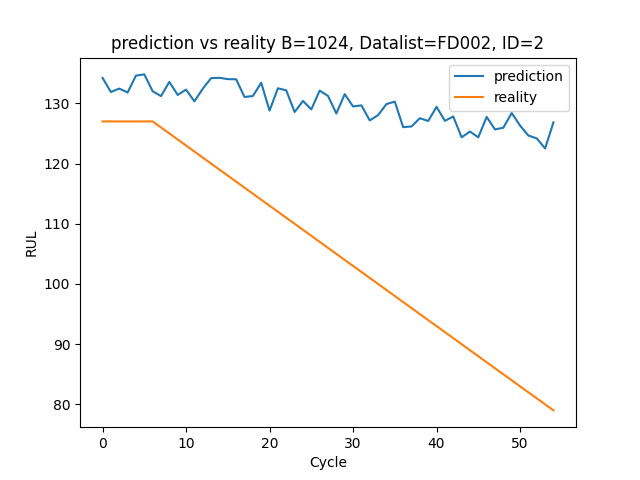 prediction vs reality B=1024, Datalist=FD002, ID=2
prediction
reality
130
120
110
100
90
80
RUL
0 10 20 30 40 50
Cycle